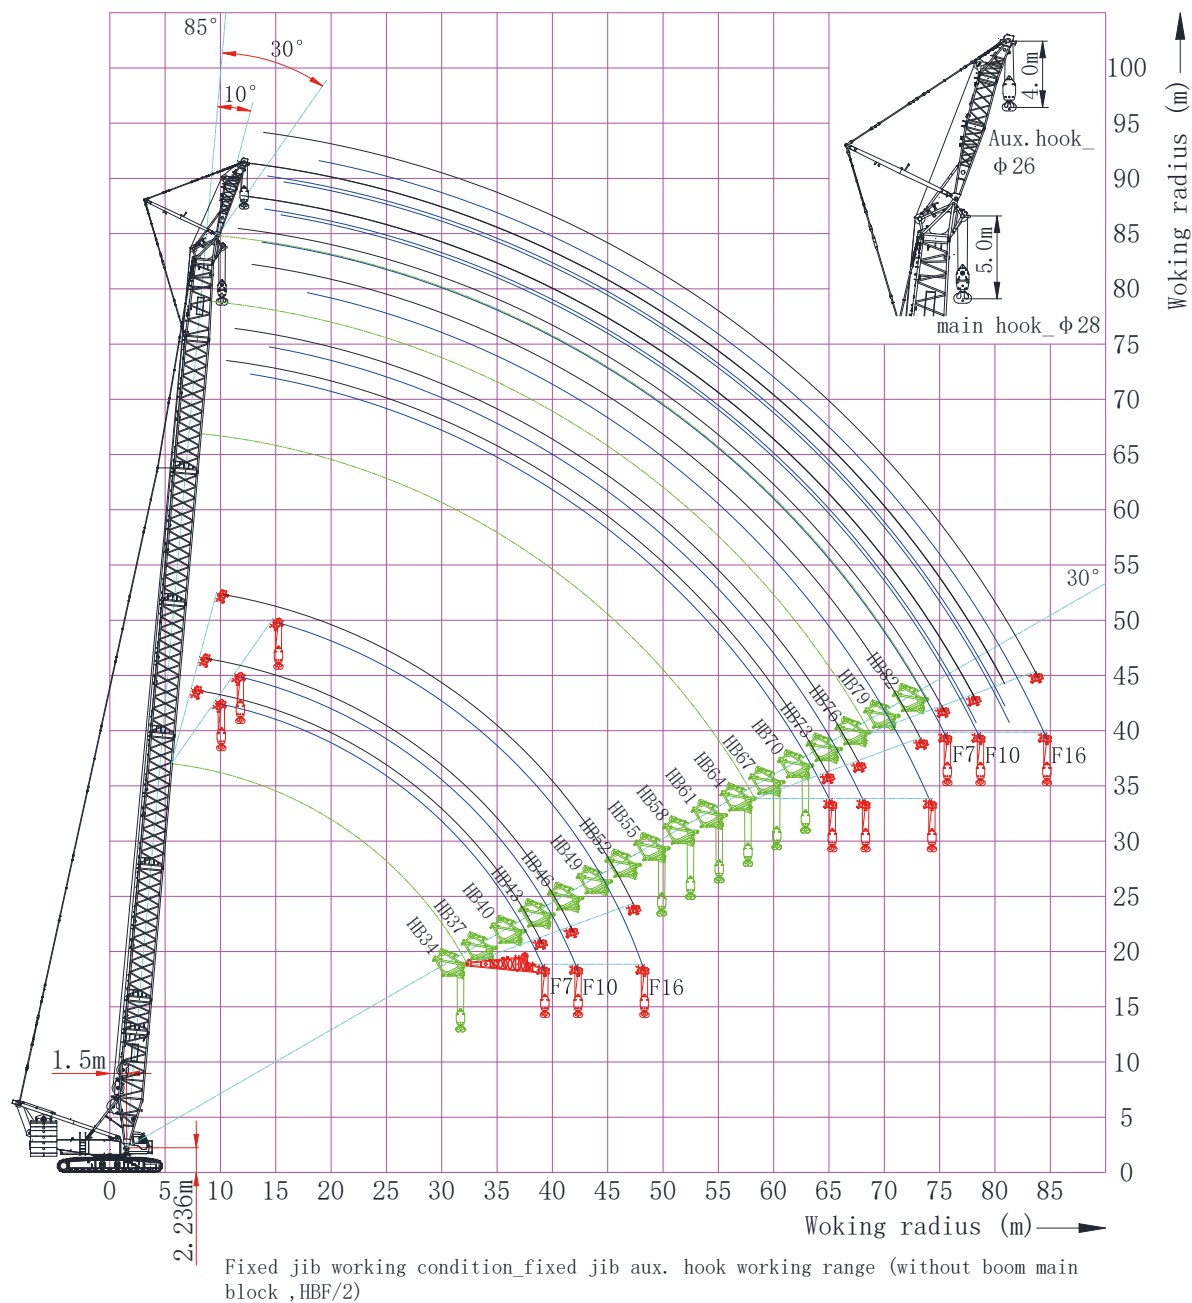 85°
30°
10°
4.0m
Aux.hook_
φ26
5.0m
main hook_φ28
Woking radius (m)
100
95
90
85
80
75
70
65
60
55
50
45
40
35
30
25
20
15
10
5
0
30°
HB82
HB79
HB76
HB73
HB70
HB67
HB64
HB61
HB58
HB55
HB52
HB49
HB46
HB43
HB40
HB37
HB34
F7 F10 F16
F7 F10 F16
1.5m
2.236m
0 5 10 15 20 25 30 35 40 45 50 55 60 65 70 75 80 85
Woking radius (m)
Fixed jib working condition_fixed jib aux. hook working range (without boom main
block ,HBF/2)